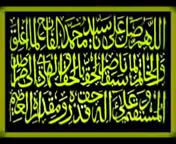 اللهم صل على سيدنا محمد الفاتح لما أغلق
والخاتم لما سبق ناصر الحق بالحق والهادي إلى صراطك
المستقيم وعلى آله حق قدره ومقداره العظيم